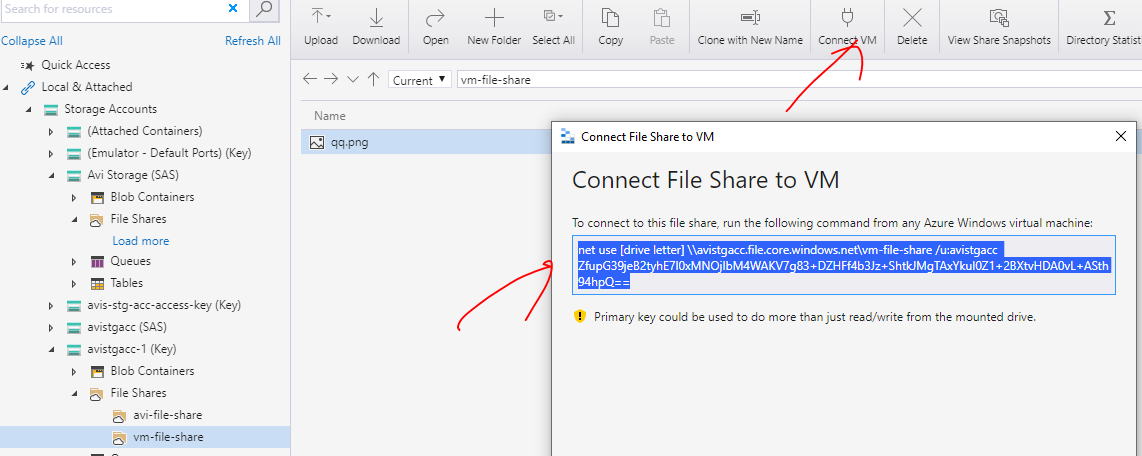 Search for resources
Collapse All
Refresh All
Quick Access
Local & Attached
Storage Accounts
(Attached Containers)
(Emulator - Default Ports) (Key)
Avi Storage (SAS)
Blob Containers
File Shares
Load more
Queues
Tables
avis-stg-acc-access-key (Key)
avistgacc (SAS)
avistgacc-1 (Key)
Blob Containers
File Shares
avi-file-share
vm-file-share
Upload
Download
Open
New Folder
Select All
Copy
Paste
Clone with New Name
Connect VM
Delete
View Share Snapshots
Directory Statist
Current
vm-file-share
Name
qq.png
Connect File Share to VM
Connect File Share to VM
To connect to this file share, run the following command from any Azure Windows virtual machine:
net use [drive letter] \\avistgacc.file.core.windows.net\vm-file-share /u:avistgacc
Primary key could be used to do more than just read/write from the mounted drive.